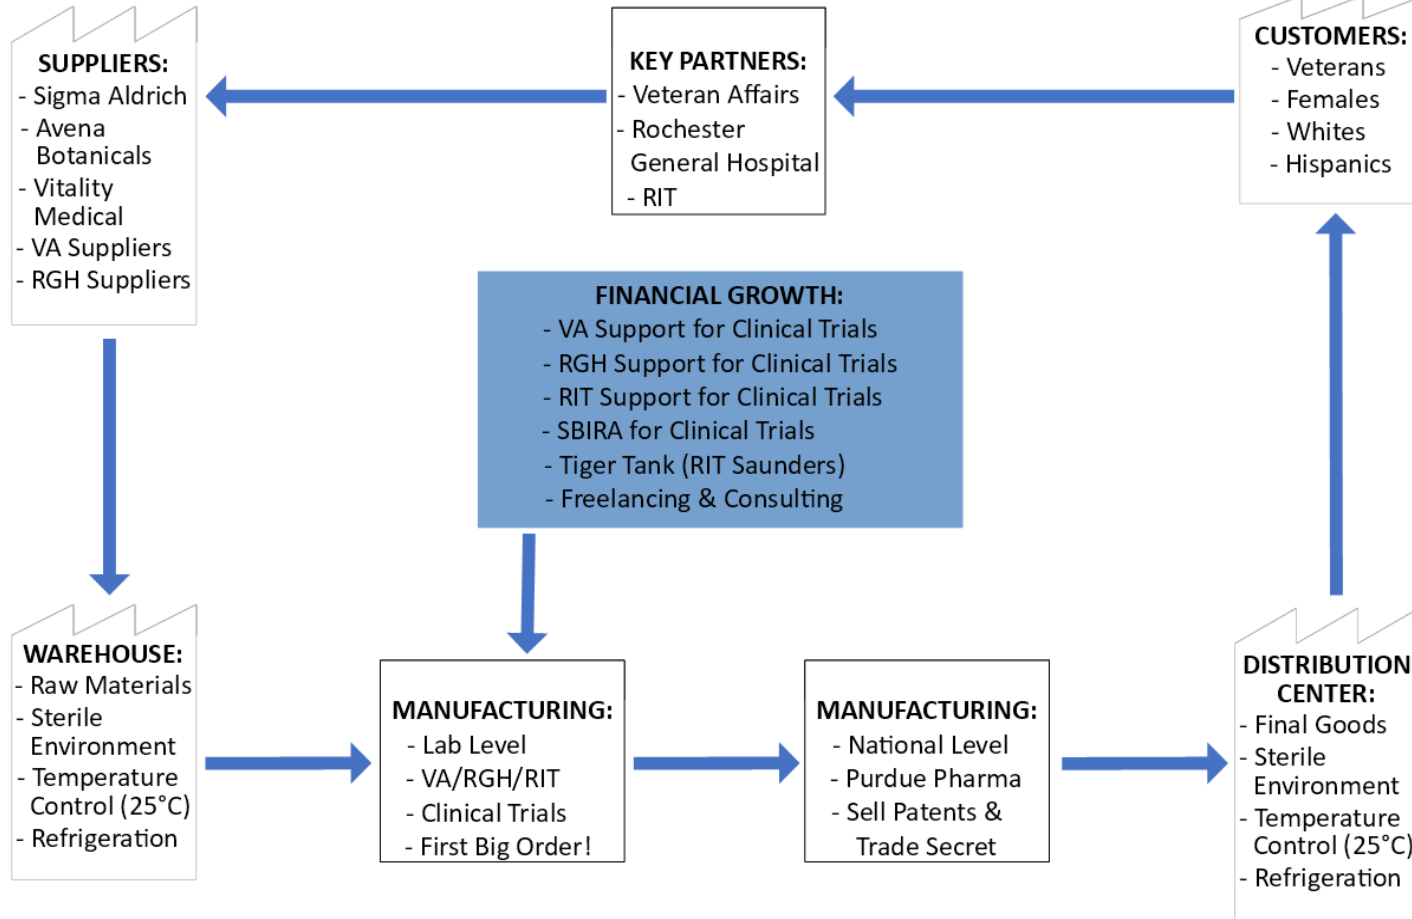 SUPPLIERS:
- Sigma Aldrich
- Avena
Botanicals
- Vitality
Medical
- VA Suppliers
- RGH Suppliers
KEY PARTNERS:
- Veteran Affairs
- Rochester
General Hospital
- RIT
CUSTOMERS:
- Veterans
- Females
- Whites
- Hispanics
FINANCIAL GROWTH:
- VA Support for Clinical Trials
- RGH Support for Clinical Trials
- RIT Support for Clinical Trials
- SBIRA for Clinical Trials
- Tiger Tank (RIT Saunders)
- Freelancing & Consulting
WAREHOUSE:
- Raw Materials
- Sterile
Environment
- Temperature
Control (25°C)
- Refrigeration
MANUFACTURING:
- Lab Level
- VA/RGH/RIT
- Clinical Trials
- First Big Order!
MANUFACTURING:
- National Level
- Purdue Pharma
- Sell Patents &
Trade Secret
DISTRIBUTION
CENTER:
- Final Goods
- Sterile
Environment
- Temperature
Control (25°C)
- Refrigeration